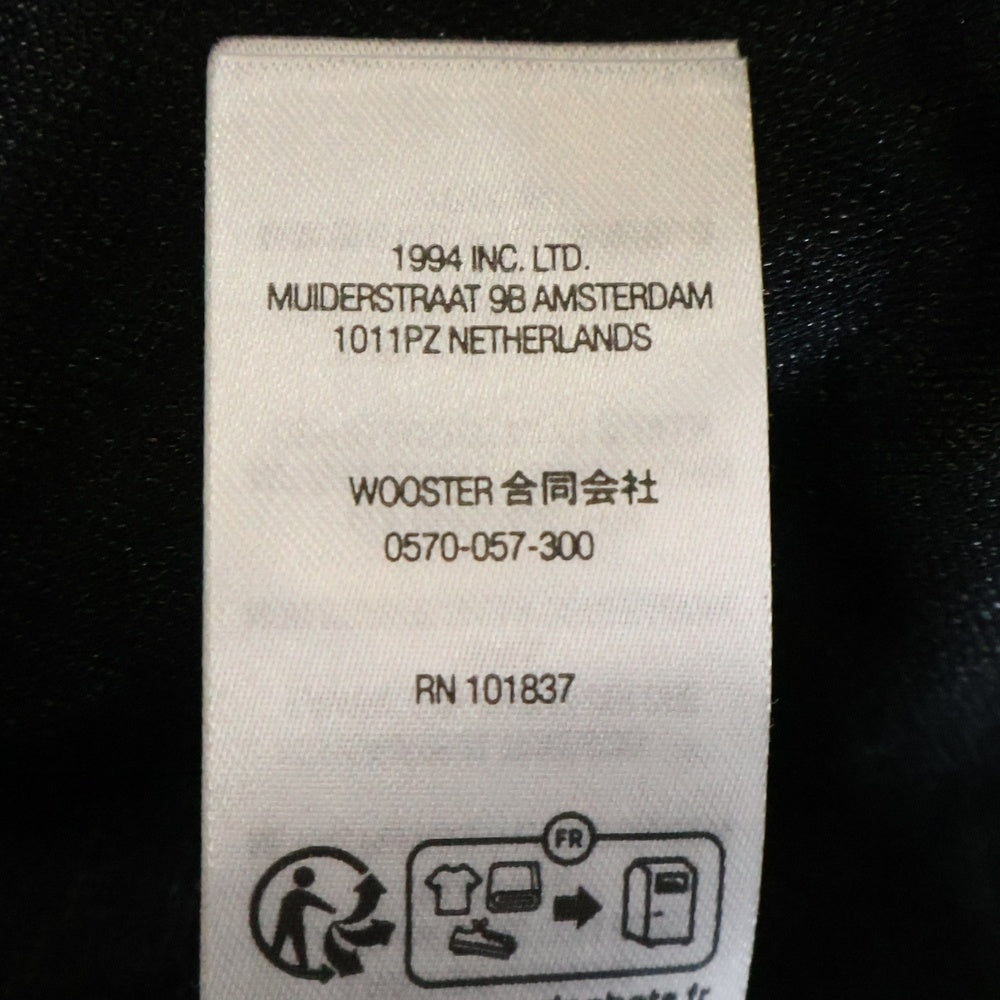 1994 INC. LTD.
MUIDERSTRAAT 9B AMSTERDAM
1011PZ NETHERLANDS
WOOSTER 合同会社
0570-057-300
RN 101837
FR